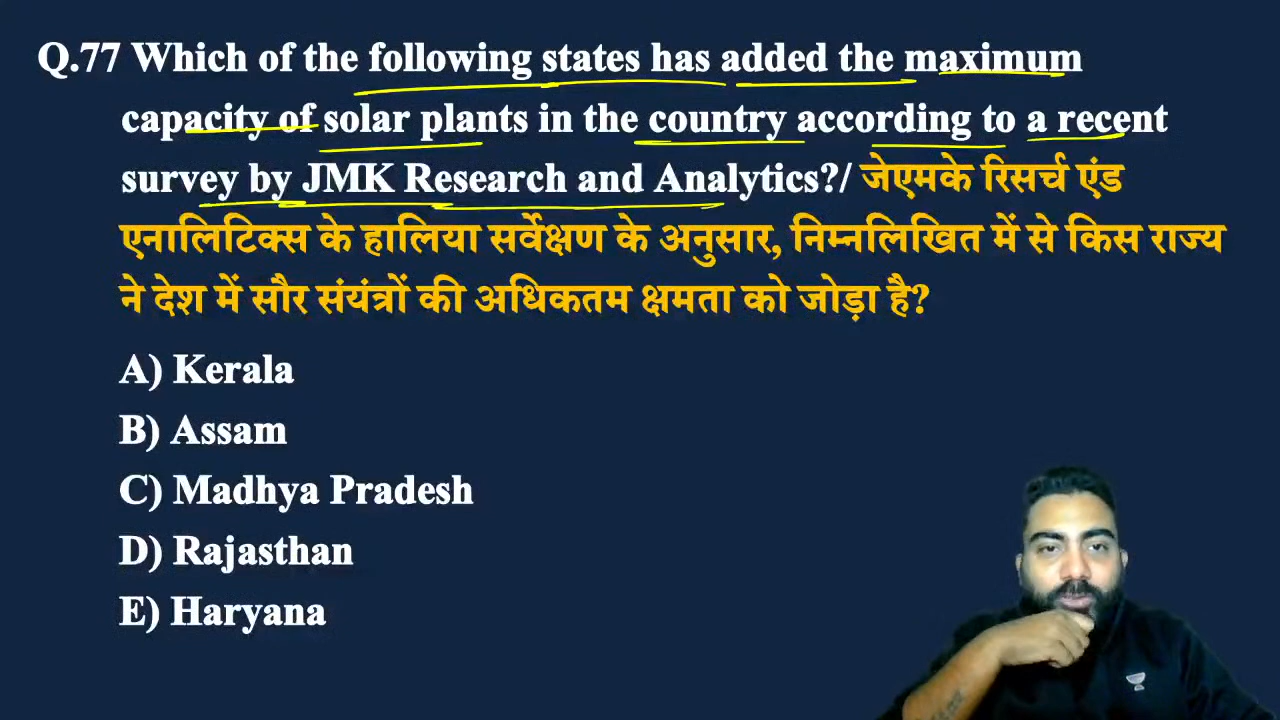 Q.77 Which of the following states has added the maximum
capacity of solar plants in the country according to a recent
survey by JMK Research and Analytics?/ जेएमके रिसर्च एंड
एनालिटिक्स के हालिया सर्वेक्षण के अनुसार, निम्नलिखित में से किस राज्य
ने देश में सौर संयंत्रों की अधिकतम क्षमता को जोड़ा है?
A) Kerala
B) Assam
C) Madhya Pradesh
D) Rajasthan
E) Haryana